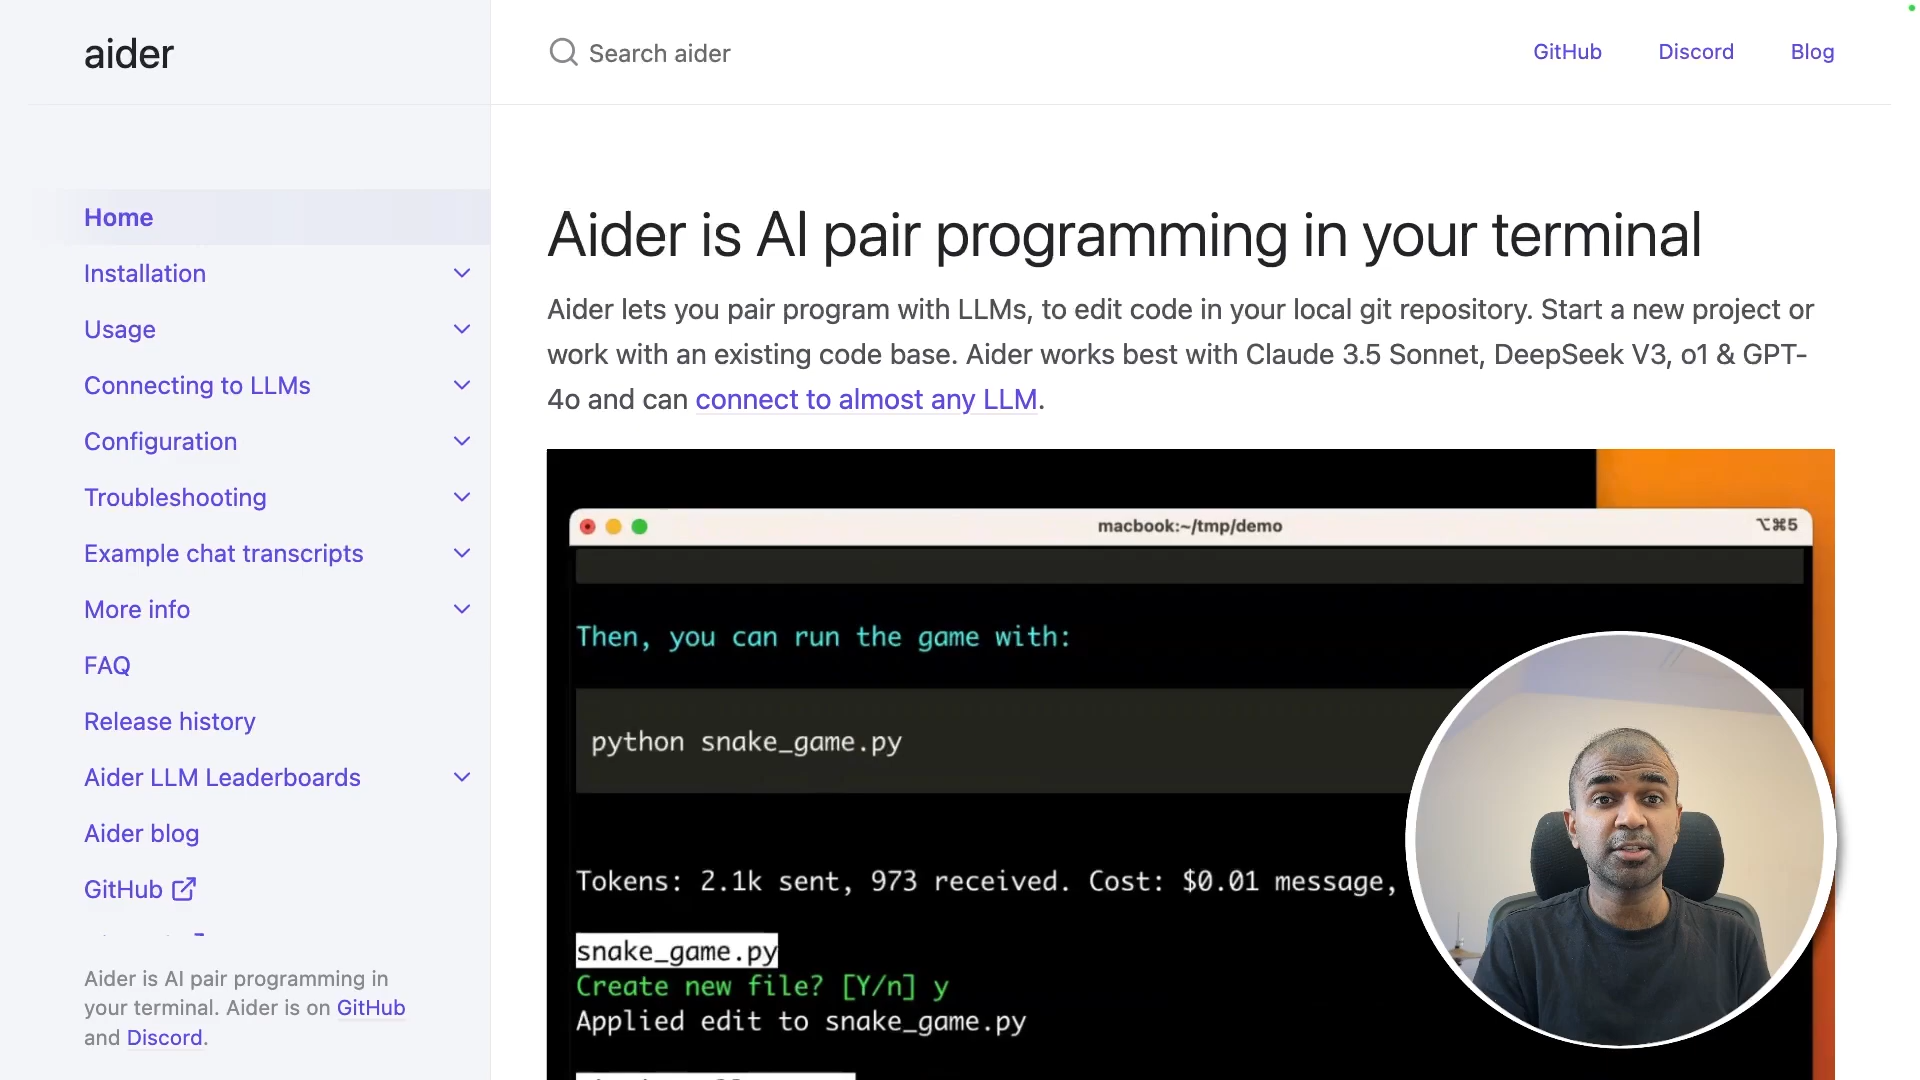 aider
Search aider
GitHub
Discord
Blog
Home
Installation
Usage
Connecting to LLMs
Configuration
Troubleshooting
Example chat transcripts
More info
FAQ
Release history
Aider LLM Leaderboards
Aider blog
GitHub
Aider is AI pair programming in
your terminal. Aider is on GitHub
and Discord.
Aider is AI pair programming in your terminal
Aider lets you pair program with LLMs, to edit code in your local git repository. Start a new project or
work with an existing code base. Aider works best with Claude 3.5 Sonnet, DeepSeek V3, o1 & GPT-
4o and can connect to almost any LLM.
macbook:~/tmp/demo
⌥⌘5
Then, you can run the game with:
python snake_game.py
Tokens: 2.1k sent, 973 received. Cost: $0.01 message,
snake_game.py
Create new file? [Y/n] y
Applied edit to snake_game.py